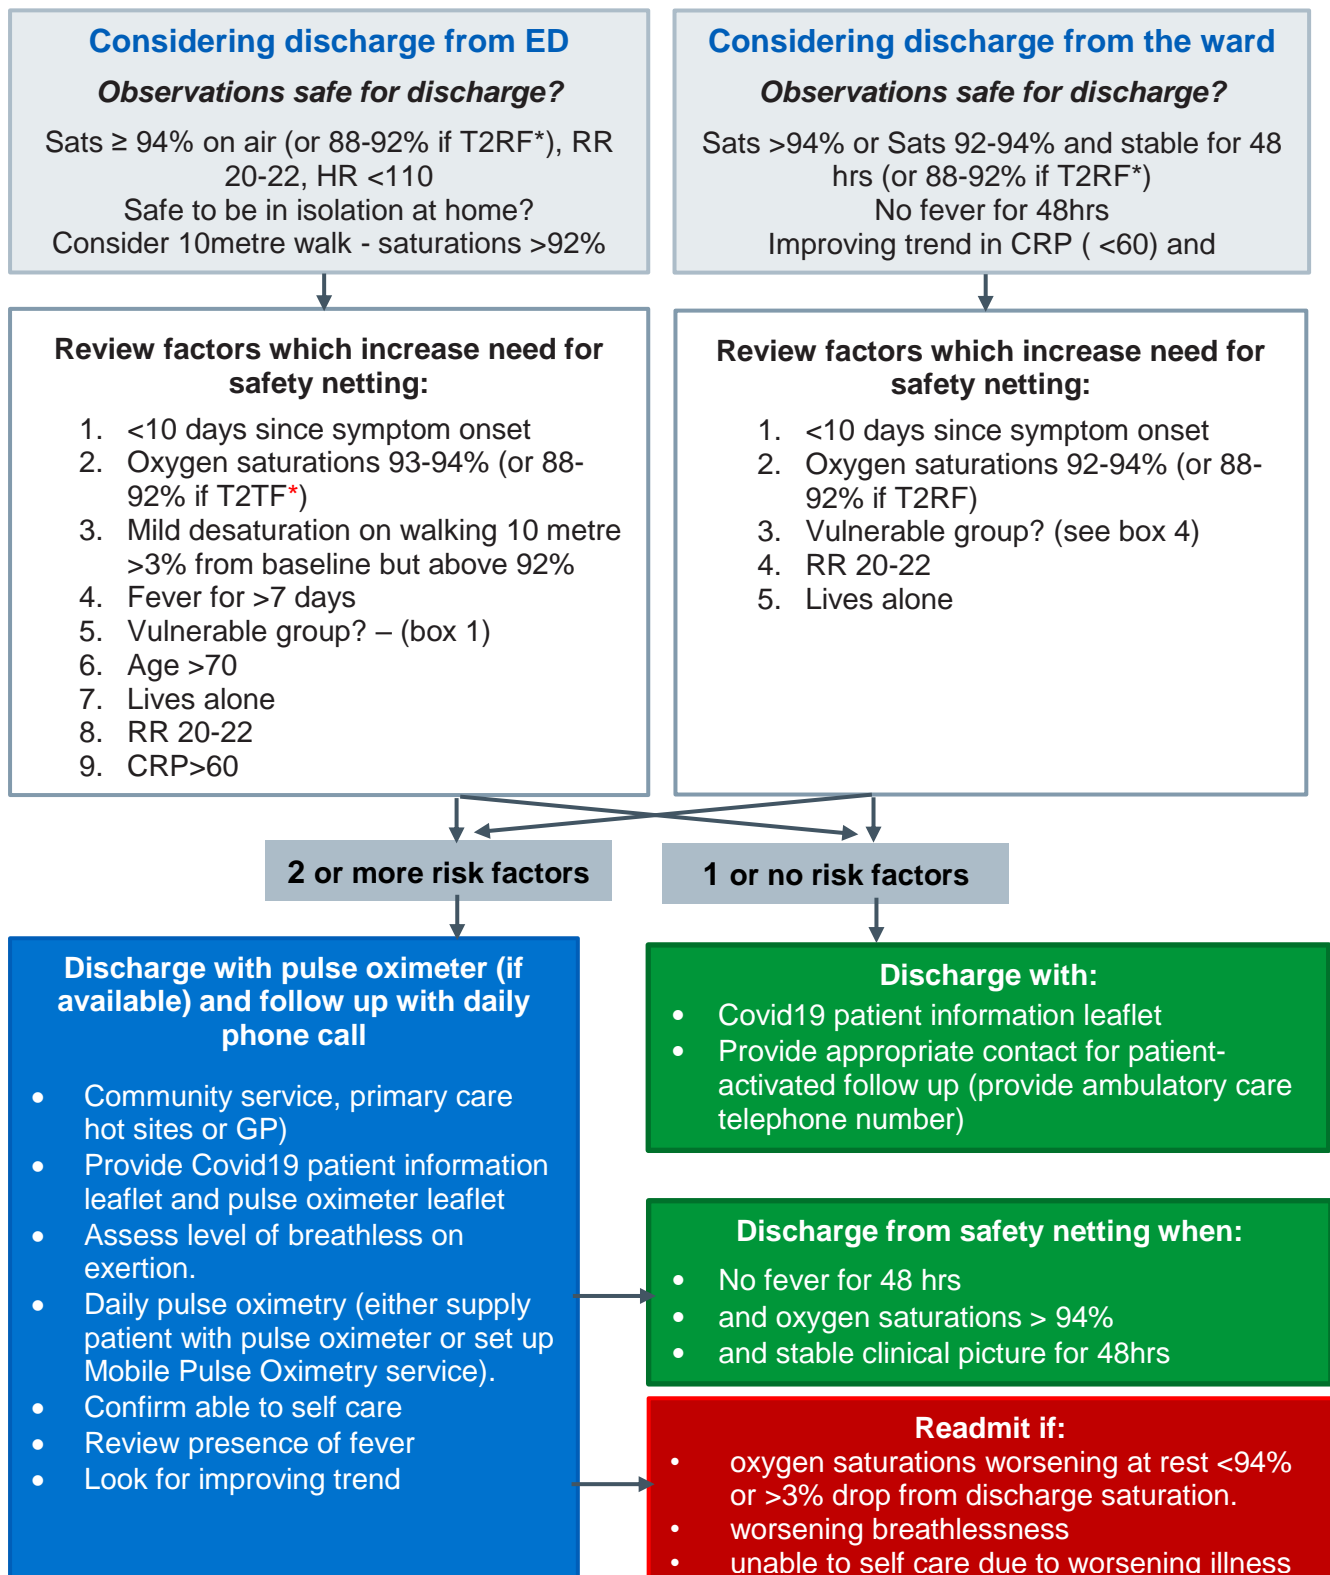 Considering discharge from ED
Observations safe for discharge?
Sats ≥ 94% on air (or 88-92% if T2RF*), RR
20-22, HR <110
Safe to be in isolation at home?
Consider 10metre walk - saturations >92%
Considering discharge from the ward
Observations safe for discharge?
Sats >94% or Sats 92-94% and stable for 48
hrs (or 88-92% if T2RF*)
No fever for 48hrs
Improving trend in CRP ( <60) and
Review factors which increase need for
safety netting:
1. <10 days since symptom onset
2. Oxygen saturations 93-94% (or 88-
92% if T2TF*)
3. Mild desaturation on walking 10 metre
>3% from baseline but above 92%
4. Fever for >7 days
5. Vulnerable group? – (box 1)
6. Age >70
7. Lives alone
8. RR 20-22
9. CRP>60
Review factors which increase need for
safety netting:
1. <10 days since symptom onset
2. Oxygen saturations 92-94% (or 88-
92% if T2RF)
3. Vulnerable group? (see box 4)
4. RR 20-22
5. Lives alone
2 or more risk factors
1 or no risk factors
Discharge with pulse oximeter (if
available) and follow up with daily
phone call
• Community service, primary care
hot sites or GP)
• Provide Covid19 patient information
leaflet and pulse oximeter leaflet
• Assess level of breathless on
exertion.
• Daily pulse oximetry (either supply
patient with pulse oximeter or set up
Mobile Pulse Oximetry service).
• Confirm able to self care
• Review presence of fever
• Look for improving trend
Discharge with:
• Covid19 patient information leaflet
• Provide appropriate contact for patient-
activated follow up (provide ambulatory care
telephone number)
Discharge from safety netting when:
• No fever for 48 hrs
• and oxygen saturations > 94%
• and stable clinical picture for 48hrs
Readmit if:
• oxygen saturations worsening at rest <94%
or >3% drop from discharge saturation.
• worsening breathlessness
• unable to self care due to worsening illness